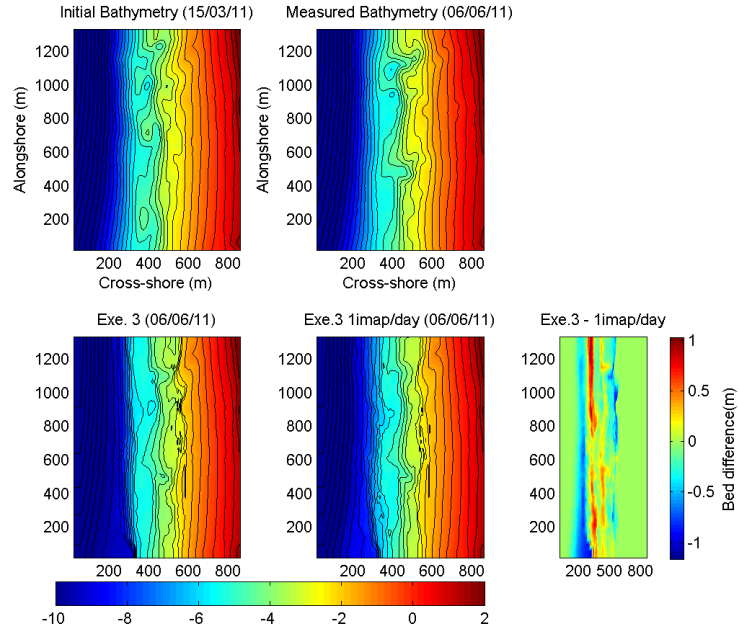 Initial Bathymetry (15/03/11)
Measured Bathymetry (06/06/11)
Alongshore (m)
1200
1000
800
600
400
200
200 400 600 800
Cross-shore (m)
Alongshore (m)
1200
1000
800
600
400
200
200 400 600 800
Cross-shore (m)
Exe. 3 (06/06/11)
Exe.3 1imap/day (06/06/11)
Exe.3 - 1imap/day
1200
1000
800
600
400
200
200 400 600 800
1200
1000
800
600
400
200
200 400 600 800
1200
1000
800
600
400
200
200 500 800
1
0.5
0
-0.5
-1
Bed difference(m)
-10 -8 -6 -4 -2 0 2